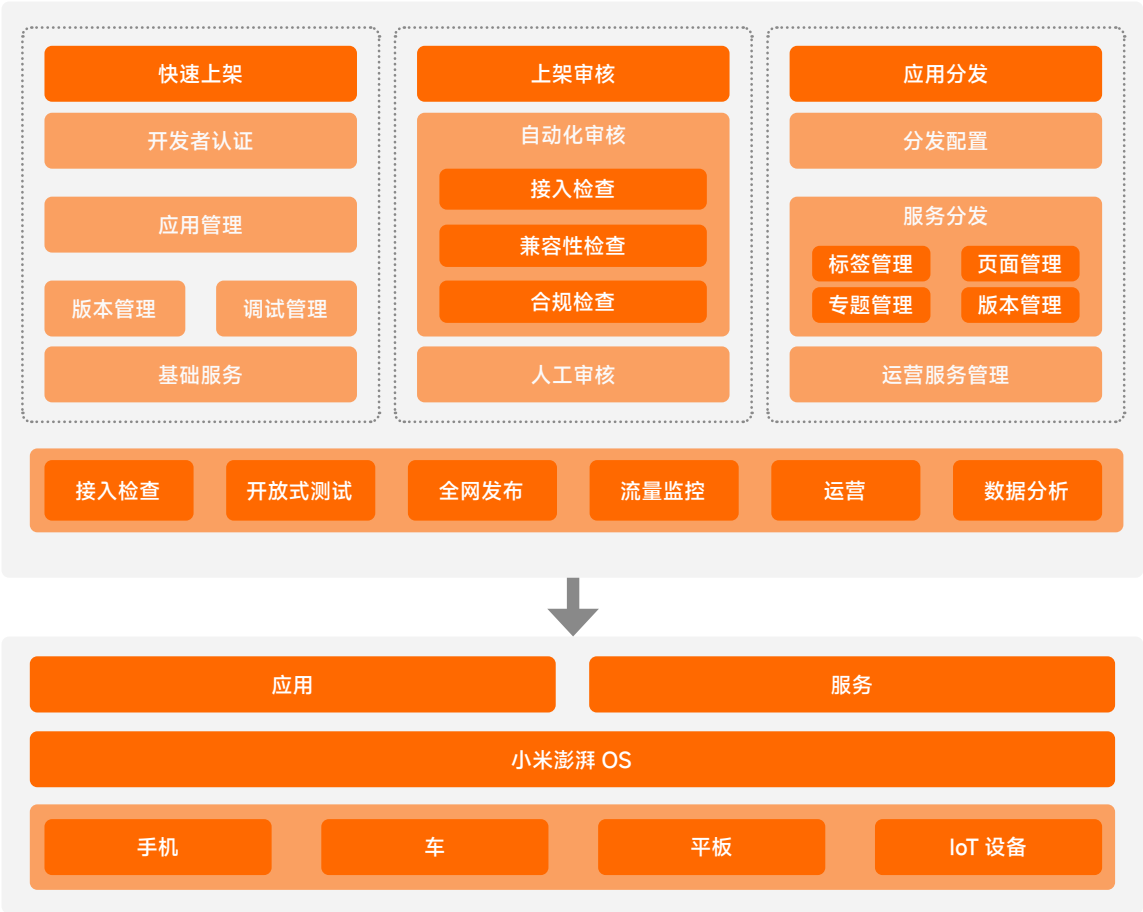 快速上架
开发者认证
应用管理
版本管理
调试管理
基础服务
上架审核
自动化审核
接入检查
兼容性检查
合规检查
人工审核
应用分发
分发配置
服务分发
标签管理
页面管理
专题管理
版本管理
运营服务管理
接入检查
开放式测试
全网发布
流量监控
运营
数据分析
应用
服务
小米澎湃 OS
手机
车
平板
IoT 设备